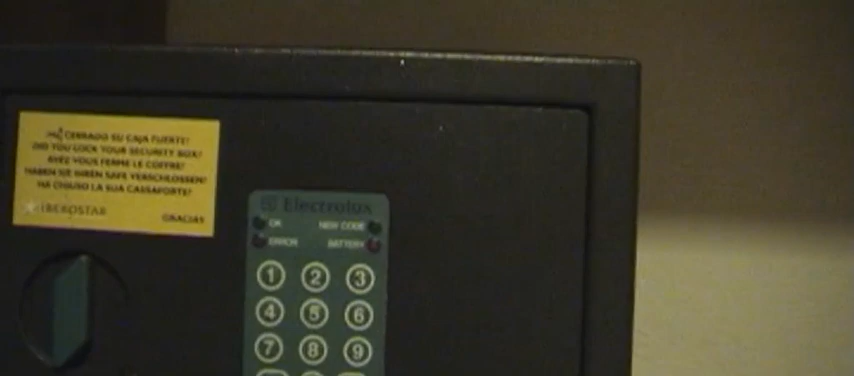 ¿HA CERRADO SU CAJA FUERTE?
DID YOU LOCK YOUR SECURITY BOX?
AVEZ VOUS FERME LE COFFRE?
HABEN SIE IHREN SAFE VERSCHLOSSEN?
HA CHIUSO LA SUA CASSAFORTE?
IBEROSTAR
GRACIAS
Electrolux
OK NEW CODE
ERROR BATTERY
1 2 3
4 5 6
7 8 9